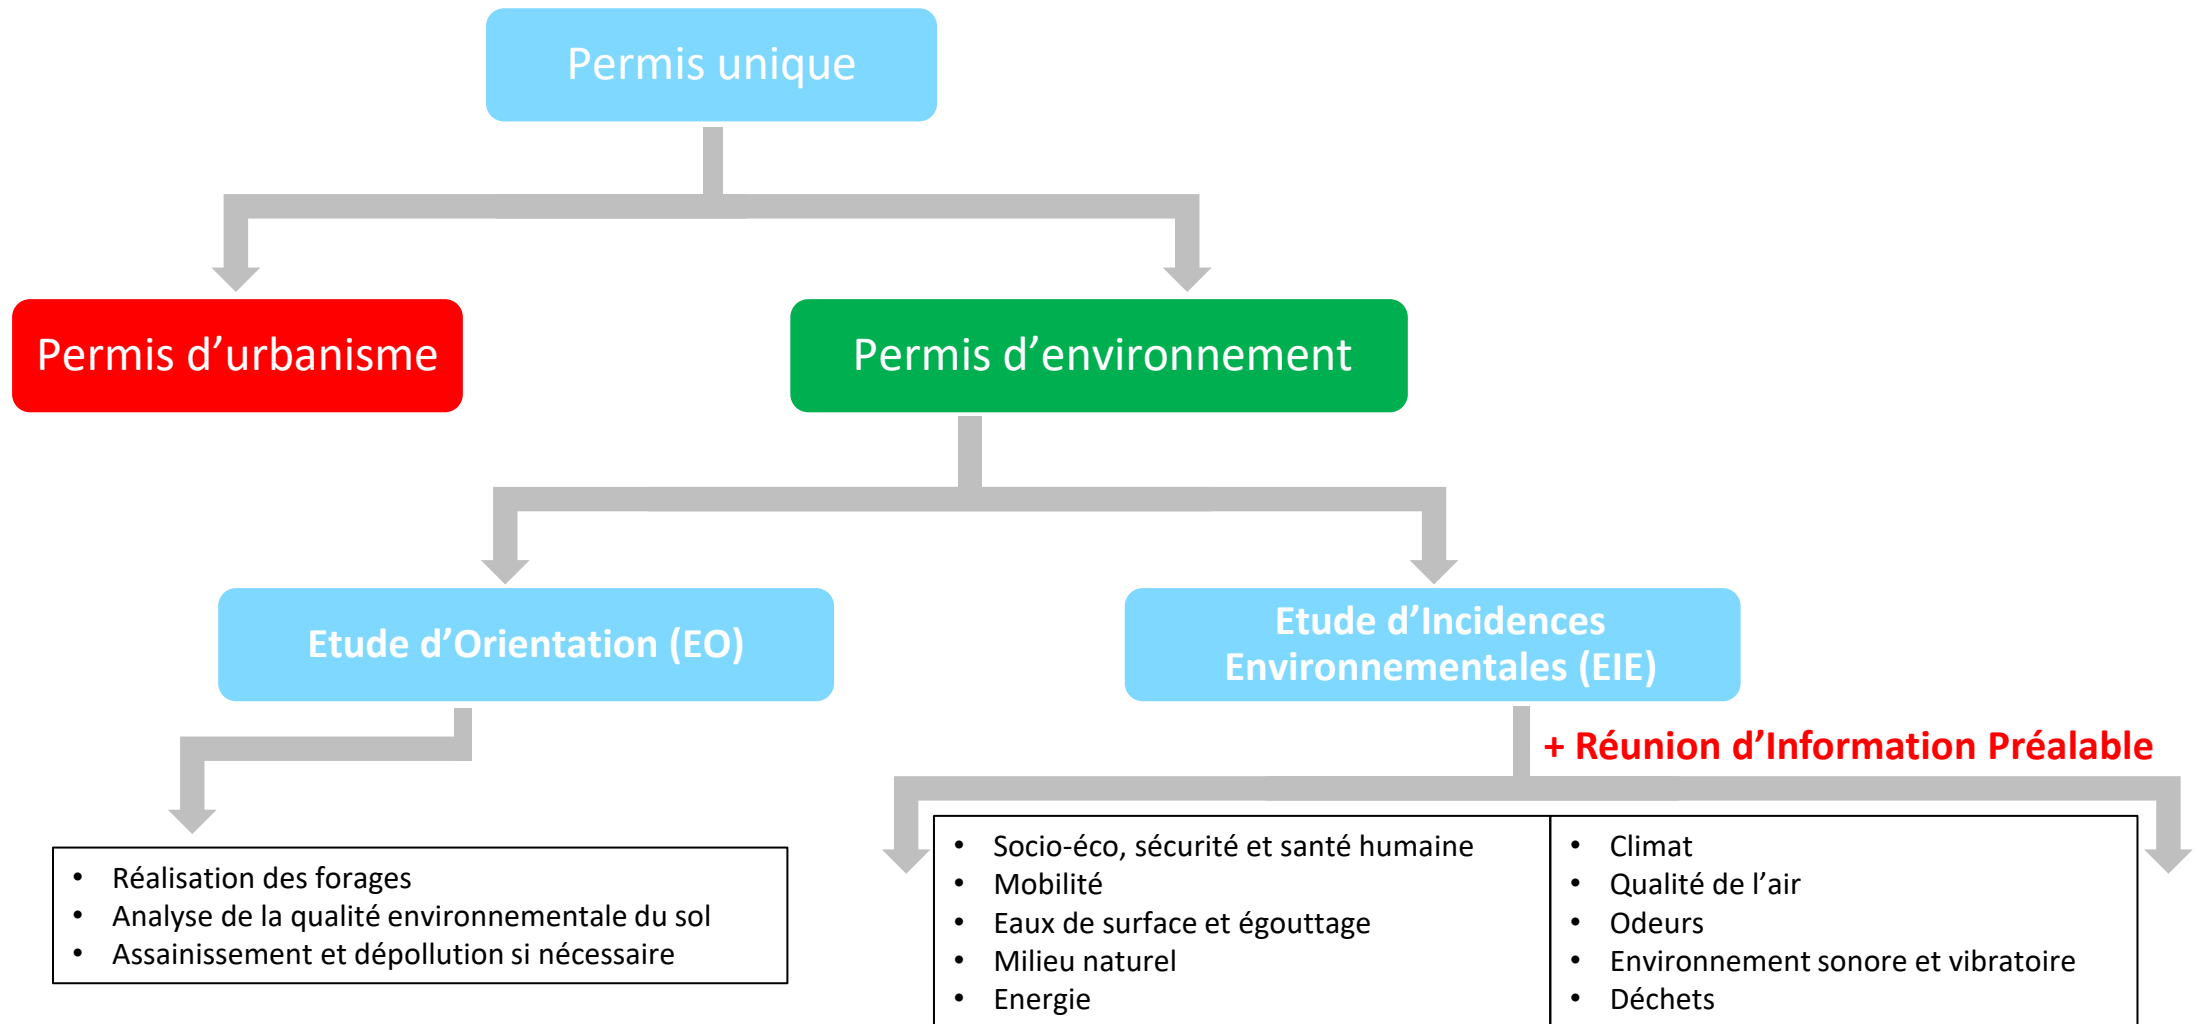 Permis unique
Permis d’urbanisme
Permis d’environnement
Etude d’Orientation (EO)
Etude d’Incidences
Environnementales (EIE)
+ Réunion d’Information Préalable
• Réalisation des forages
• Analyse de la qualité environnementale du sol
• Assainissement et dépollution si nécessaire
• Socio-éco, sécurité et santé humaine
• Mobilité
• Eaux de surface et égouttage
• Milieu naturel
• Energie
• Climat
• Qualité de l’air
• Odeurs
• Environnement sonore et vibratoire
• Déchets